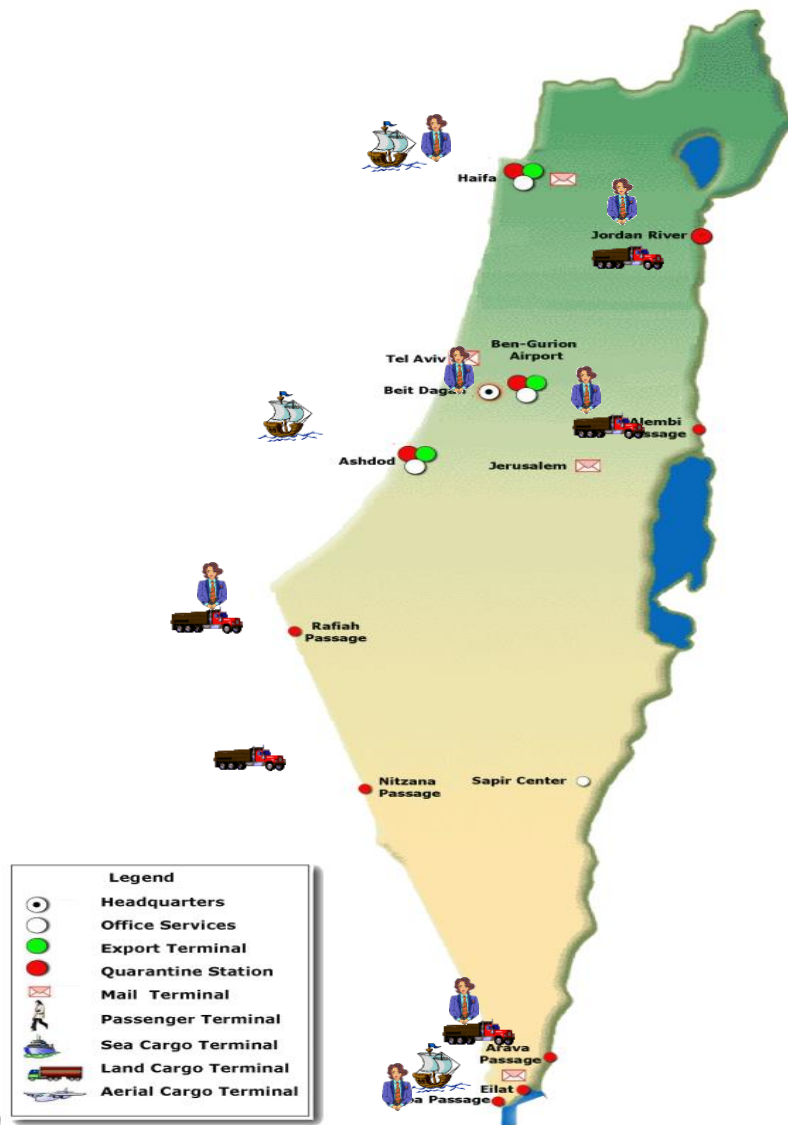 Haifa
Jordan River
Ben-Gurion
Airport
Tel Aviv
Beit
Ashdod
Jerusalem
Rafiah
Passage
Nitzana
Passage
Sapir Center
Arava
Passage
Eilat
Passage
Legend
Headquarters
Office Services
Export Terminal
Quarantine Station
Mail Terminal
Passenger Terminal
Sea Cargo Terminal
Land Cargo Terminal
Aerial Cargo Terminal